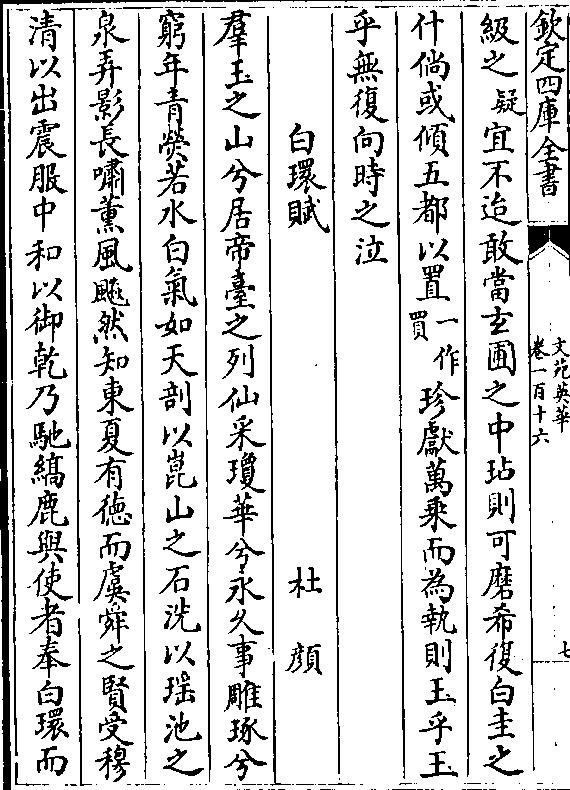 欽定四庫全書
文苑英華
卷一百十六
七
級之疑宜不迨敢當玄圃之中玷則可磨希復白圭之
什倘或傾五都以置一作買珍獻萬乘而為執則玉乎玉
乎無復向時之泣
白環賦
杜顔
羣玉之山兮居帝臺之列仙采瓊華兮永久事雕琢兮
窮年青熒若水白氣如天剖以崑山之石洗以瑶池之
泉弄影長嘯薫風颺然知東夏有徳而虞舜之賢受穆
清以出震服中和以御乾乃馳縞鹿與使者奉白環而